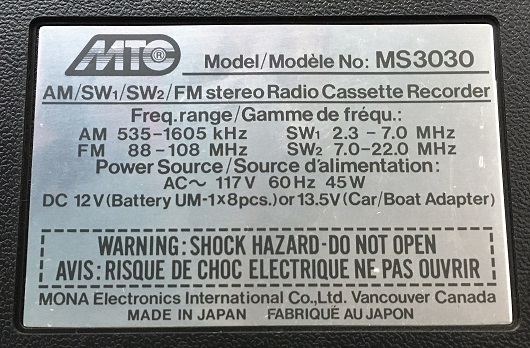 MTC® Model/Modèle No: MS3030
AM/SW1/SW2/FM stereo Radio Cassette Recorder
Freq.range/Gamme de fréqu.:
AM 535-1605 kHz SW1 2.3-7.0 MHz
FM 88-108 MHz SW2 7.0-22.0 MHz
Power Source/Source d'alimentation:
AC~ 117V 60Hz 45W
DC 12V(Battery UM-1×8pcs.)or 13.5V(Car/Boat Adapter)
WARNING: SHOCK HAZARD-DO NOT OPEN
AVIS: RISQUE DE CHOC ELECTRIQUE NE PAS OUVRIR
MONA Electronics International Co.,Ltd. Vancouver Canada
MADE IN JAPAN FABRIQUÉ AU JAPON